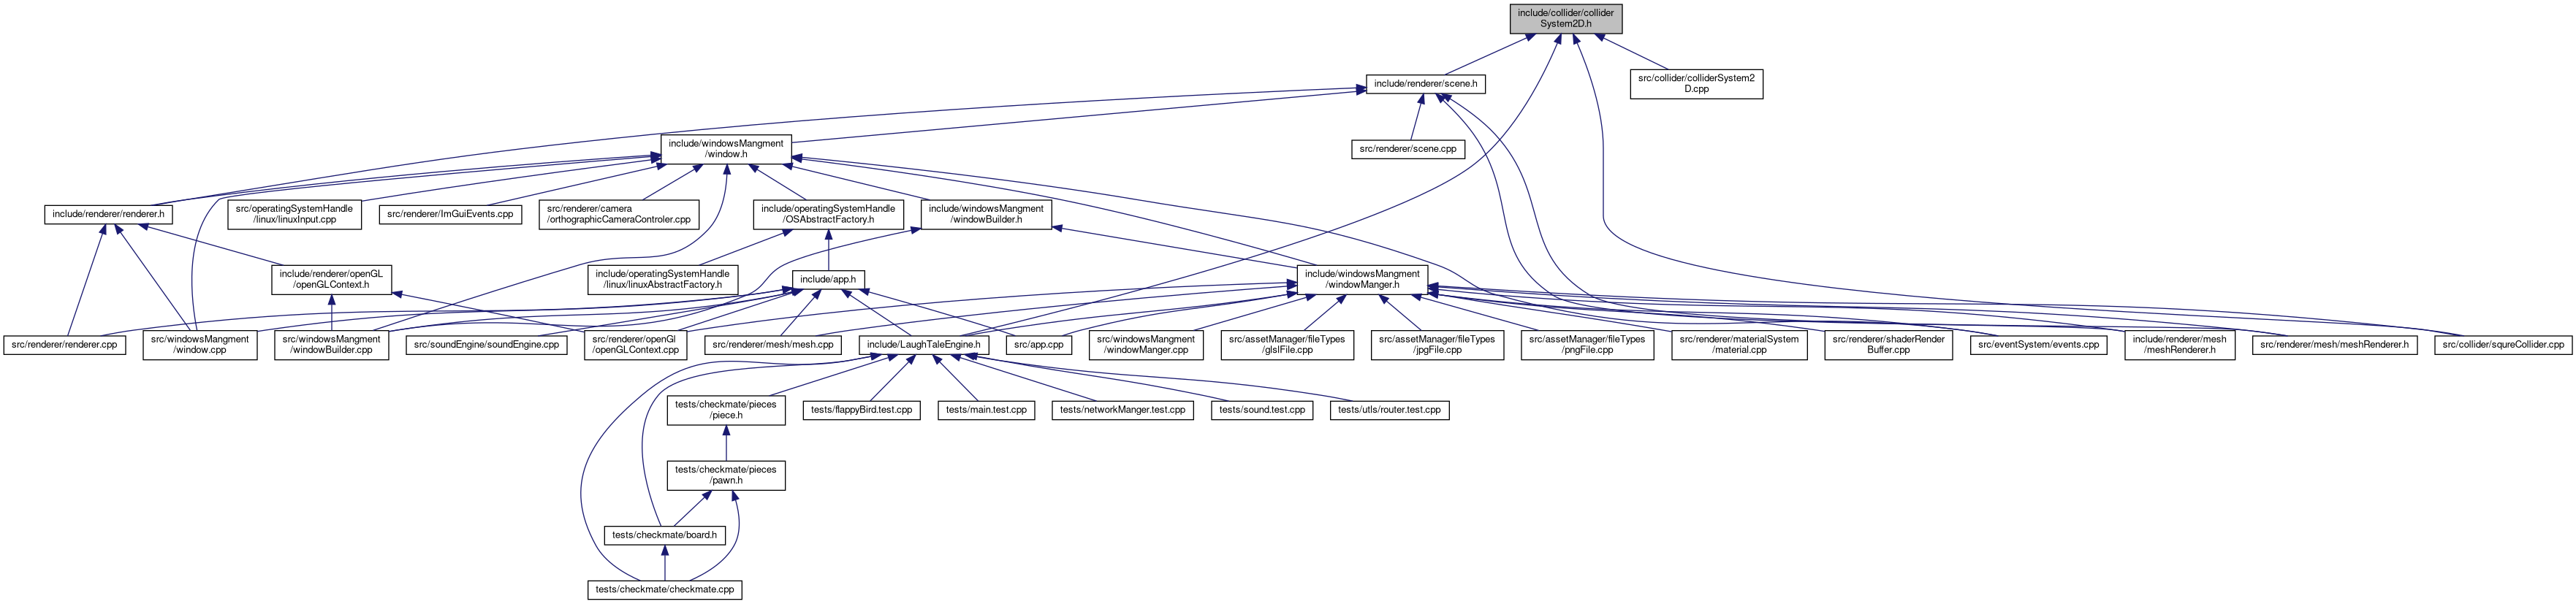 include/collider/collider
System2D.h
include/renderer/scene.h
src/collider/colliderSystem2
D.cpp
include/windowsMangment
/window.h
src/renderer/scene.cpp
include/renderer/renderer.h
src/operatingSystemHandle
/linux/linuxInput.cpp
src/renderer/ImGuiEvents.cpp
src/renderer/camera
/orthographicCameraControler.cpp
include/operatingSystemHandle
/OSAbstractFactory.h
include/windowsMangment
/windowBuilder.h
include/renderer/openGL
/openGLContext.h
include/operatingSystemHandle
/linux/linuxAbstractFactory.h
include/app.h
include/windowsMangment
/windowManger.h
src/renderer/renderer.cpp
src/windowsMangment
/window.cpp
src/windowsMangment
/windowBuilder.cpp
src/soundEngine/soundEngine.cpp
src/renderer/openGl
/openGLContext.cpp
src/renderer/mesh/mesh.cpp
include/LaughTaleEngine.h
src/app.cpp
src/windowsMangment
/windowManger.cpp
src/assetManager/fileTypes
/glslFile.cpp
src/assetManager/fileTypes
/jpgFile.cpp
src/assetManager/fileTypes
/pngFile.cpp
src/renderer/materialSystem
/material.cpp
src/renderer/shaderRender
Buffer.cpp
src/eventSystem/events.cpp
include/renderer/mesh
/meshRenderer.h
src/renderer/mesh/meshRenderer.h
src/collider/squreCollider.cpp
tests/checkmate/pieces
/piece.h
tests/flappyBird.test.cpp
tests/main.test.cpp
tests/networkManger.test.cpp
tests/sound.test.cpp
tests/utls/router.test.cpp
tests/checkmate/pieces
/pawn.h
tests/checkmate/board.h
tests/checkmate/checkmate.cpp